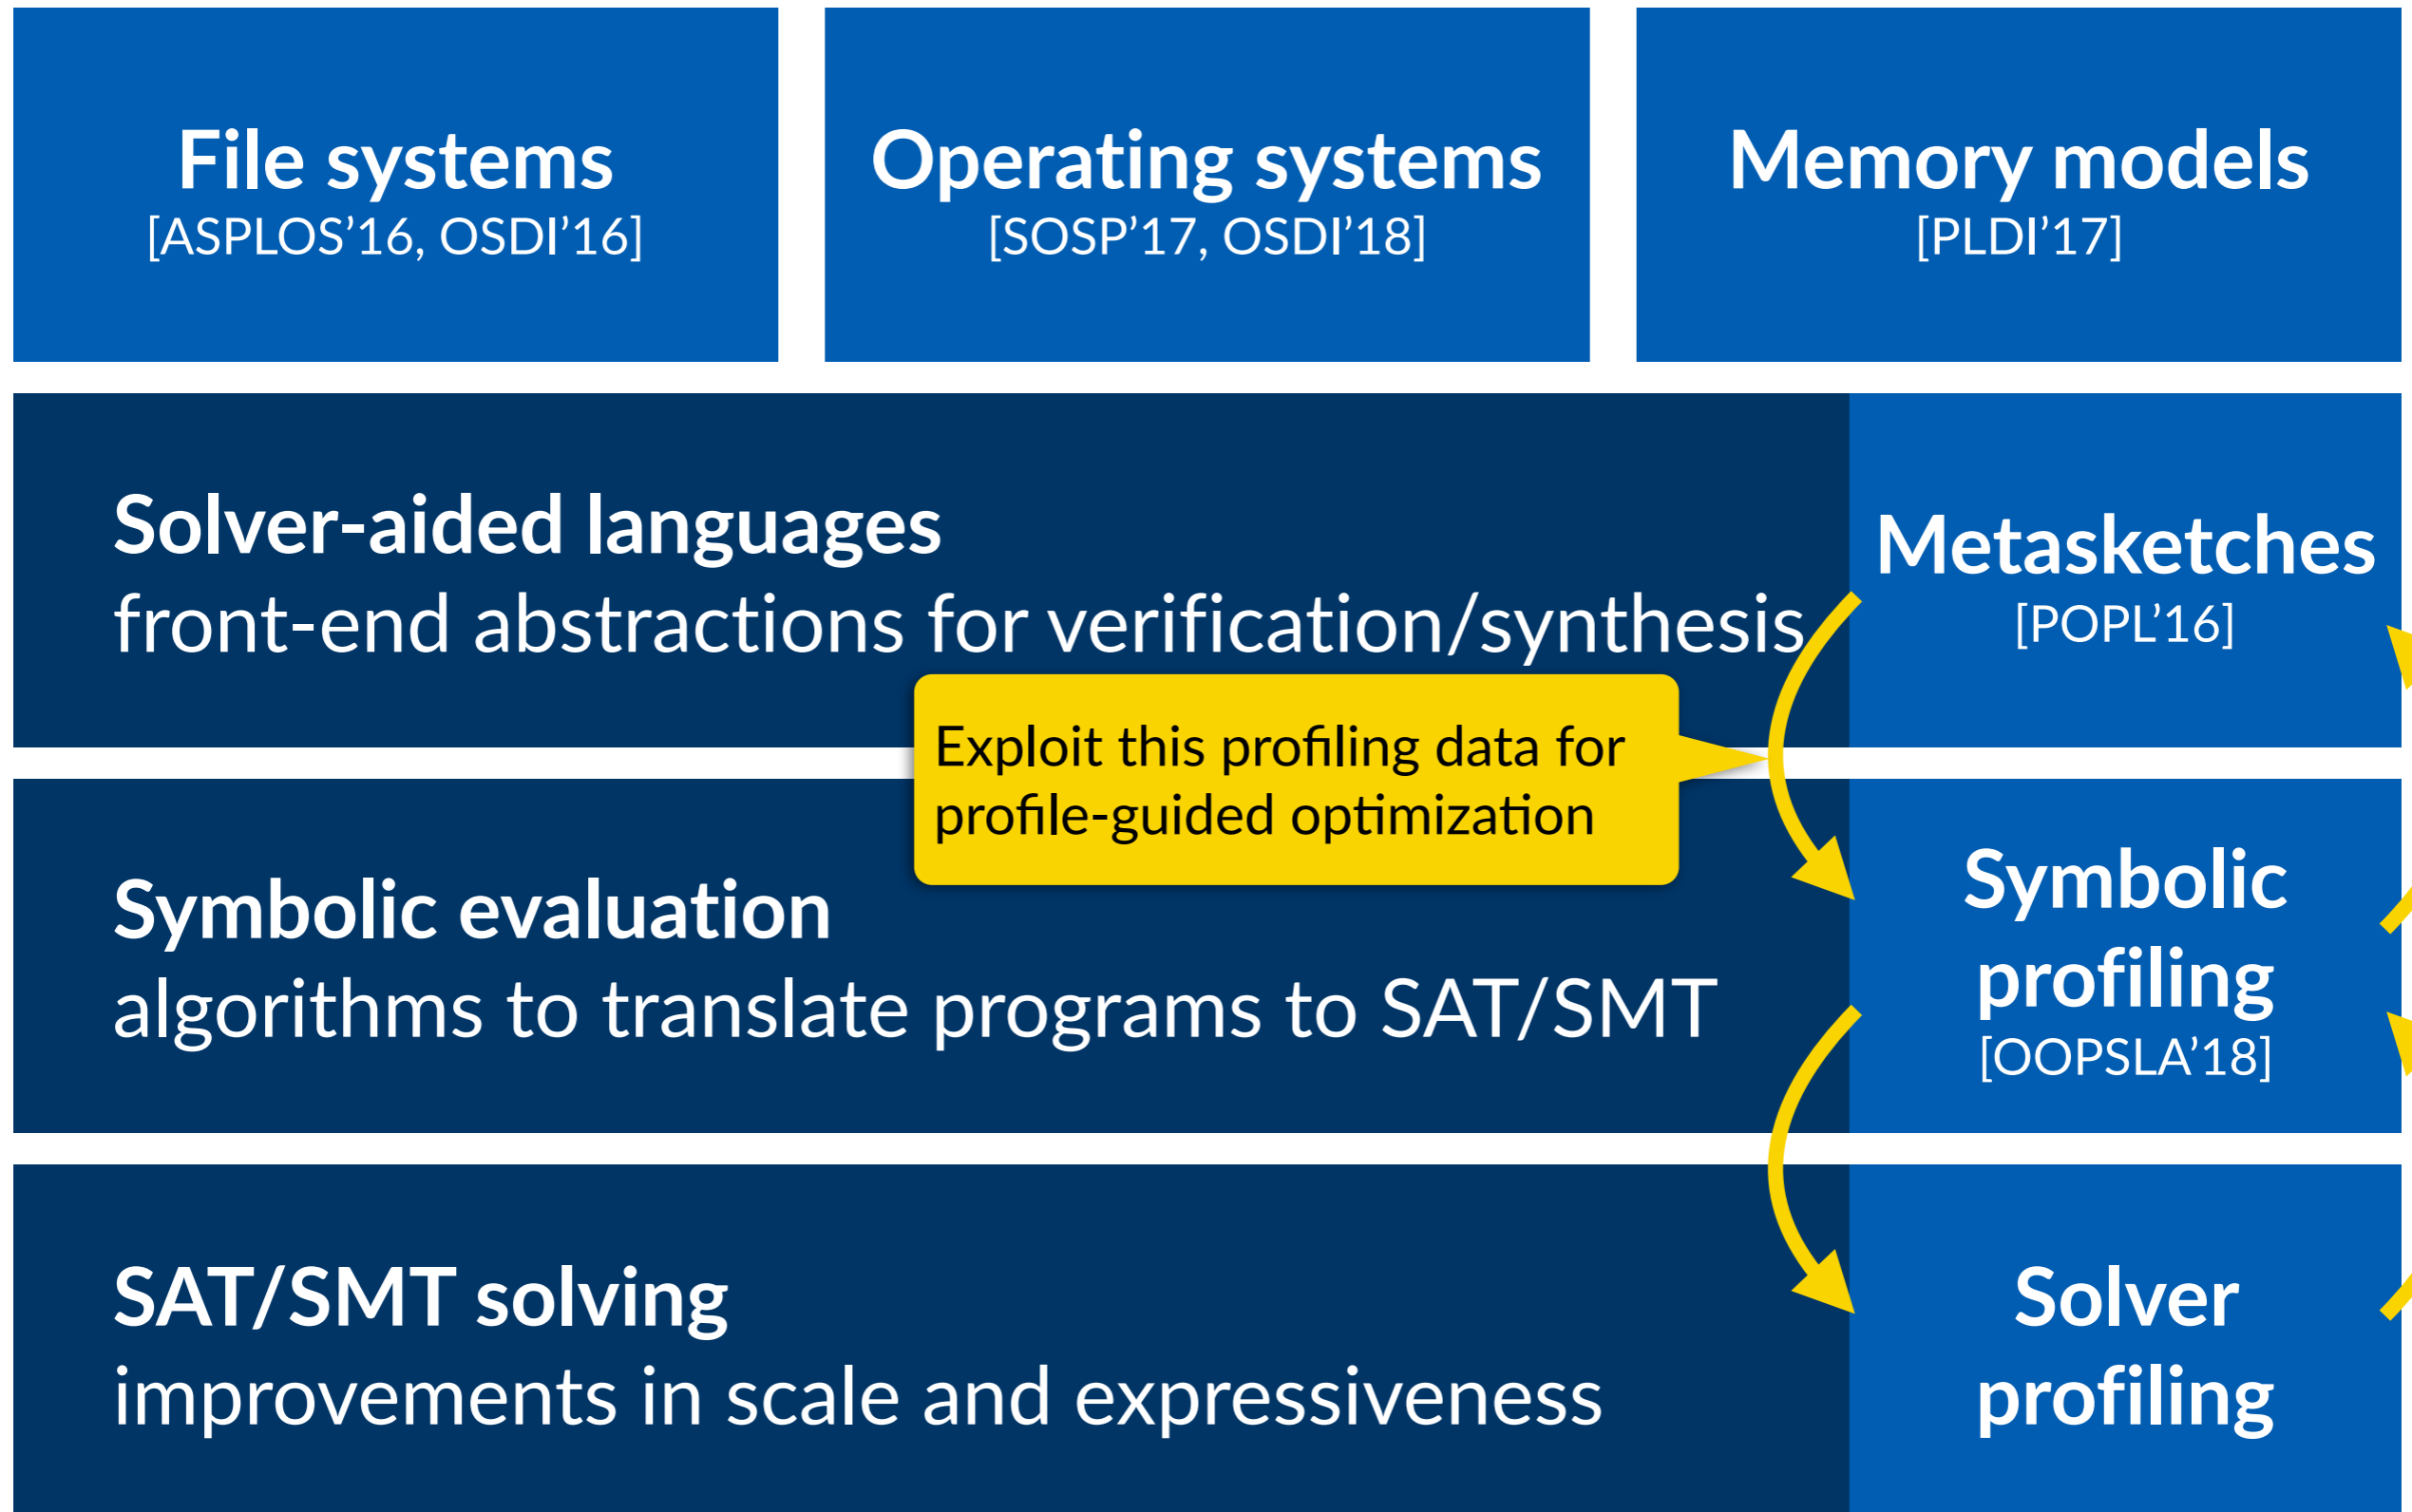 File systems
[ASPLOS’16, OSDI’16]
Operating systems
[SOSP’17, OSDI’18]
Memory models
[PLDI’17]
Solver-aided languages
front-end abstractions for verification/synthesis
Metasketches
[POPL’16]
Exploit this profiling data for
profile-guided optimization
Symbolic evaluation
algorithms to translate programs to SAT/SMT
Symbolic
profiling
[OOPSLA’18]
SAT/SMT solving
improvements in scale and expressiveness
Solver
profiling